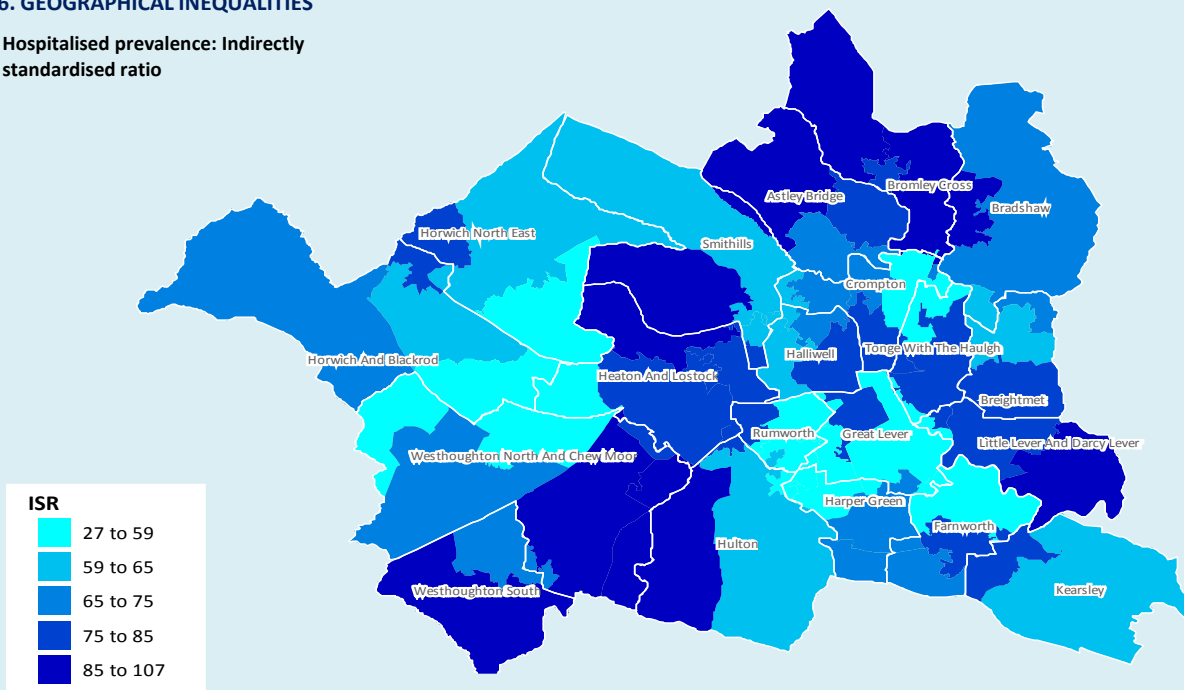 6. GEOGRAPHICAL INEQUALITIES
Hospitalised prevalence: Indirectly
standardised ratio
Astley Bridge
Bromley Cross
Bradshaw
Horwich North East
Smithills
Crompton
Horwich And Blackrod
Heaton And Lostock
Halliwell
Tonge With The Haulgh
Breightmet
Rumworth
Great Lever
Little Lever And Darcy Lever
Westhoughton North And Chew Moor
Harper Green
Farnworth
Hulton
Westhoughton South
Kearsley
ISR
27 to 59
59 to 65
65 to 75
75 to 85
85 to 107